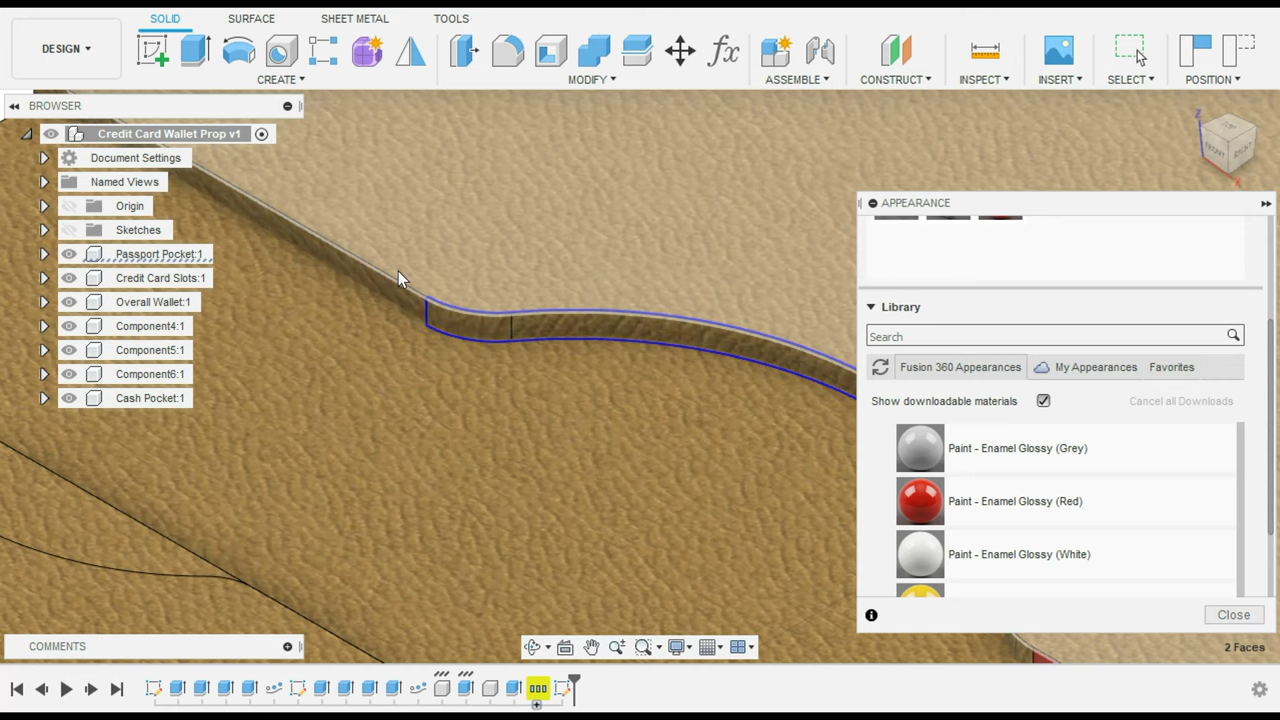 SOLID SURFACE SHEET METAL TOOLS
DESIGN
CREATE MODIFY ASSEMBLE CONSTRUCT INSPECT INSERT SELECT POSITION
BROWSER
Credit Card Wallet Prop v1
Document Settings
Named Views
Origin
Sketches
Passport Pocket:1
Credit Card Slots:1
Overall Wallet:1
Component4:1
Component5:1
Component6:1
Cash Pocket:1
Z
TOP
FRONT RIGHT
X
APPEARANCE
Library
Search
Fusion 360 Appearances My Appearances Favorites
Show downloadable materials Cancel all Downloads
Paint - Enamel Glossy (Grey)
Paint - Enamel Glossy (Red)
Paint - Enamel Glossy (White)
Close
COMMENTS
2 Faces